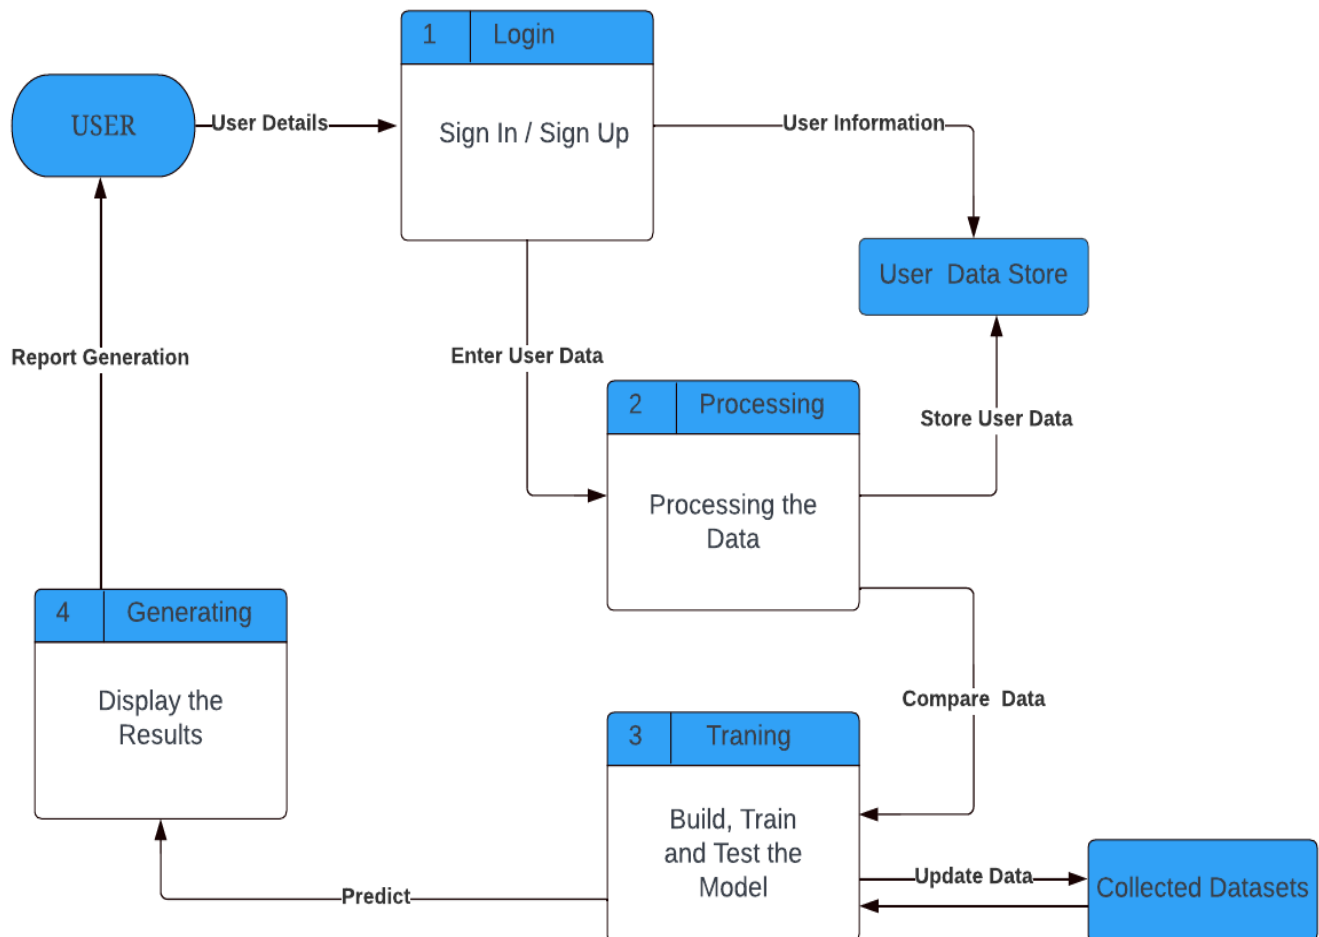 1 Login
USER
User Details
Sign In / Sign Up
User Information
User Data Store
Report Generation
Enter User Data
2 Processing
Store User Data
Processing the
Data
4 Generating
Display the
Results
Compare Data
3 Traning
Build, Train
and Test the
Model
Update Data
Collected Datasets
Predict